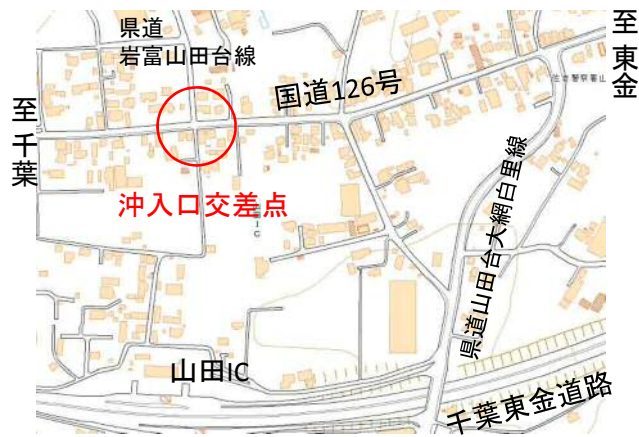 県道
岩富山田台線
至東金
国道126号
至千葉
沖入口交差点
県道山田台大網白里線
山田IC
千葉東金道路